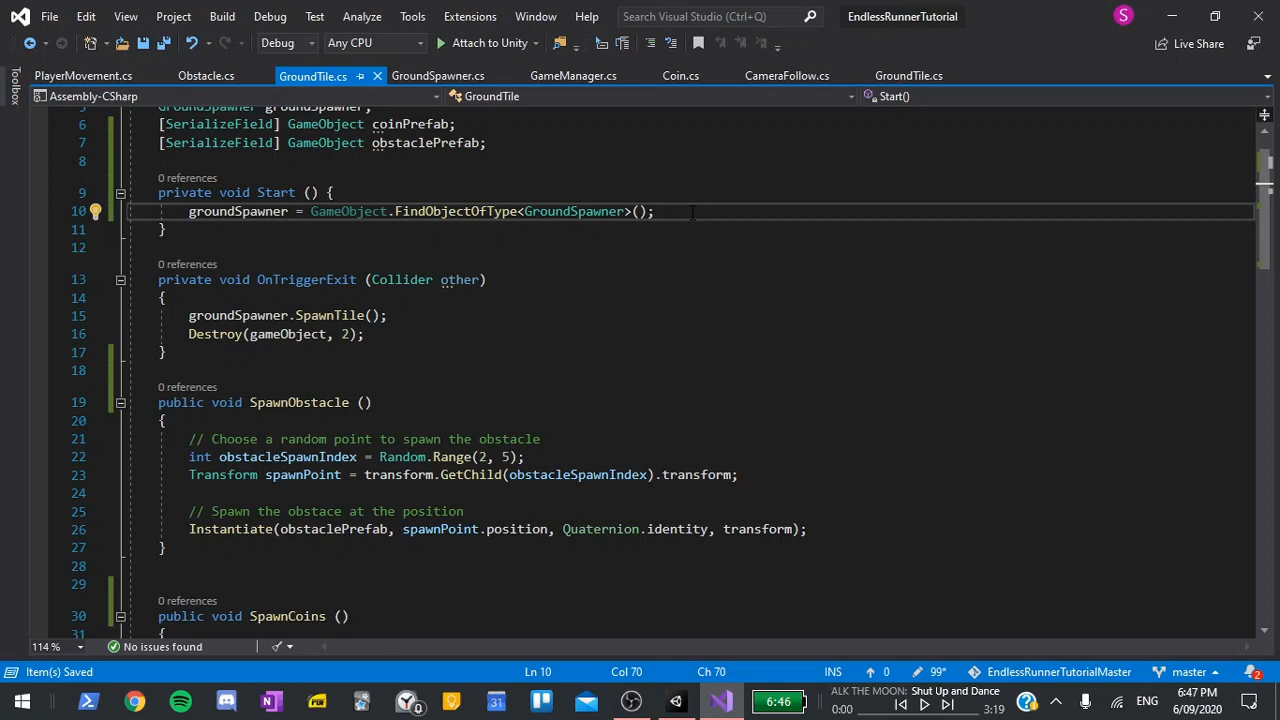 File Edit View Project Build Debug Test Analyze Tools Extensions Window Help Search Visual Studio (Ctrl+Q) EndlessRunnerTutorial S
Debug Any CPU Attach to Unity Live Share
Toolbox
PlayerMovement.cs Obstacle.cs GroundTile.cs GroundSpawner.cs GameManager.cs Coin.cs CameraFollow.cs GroundTile.cs
Assembly-CSharp GroundTile Start()
5 GroundSpawner groundSpawner;
6 [SerializeField] GameObject coinPrefab;
7 [SerializeField] GameObject obstaclePrefab;
8
0 references
9 private void Start () {
10 groundSpawner = GameObject.FindObjectOfType<GroundSpawner>();
11 }
12
0 references
13 private void OnTriggerExit (Collider other)
14 {
15 groundSpawner.SpawnTile();
16 Destroy(gameObject, 2);
17 }
18
0 references
19 public void SpawnObstacle ()
20 {
21 // Choose a random point to spawn the obstacle
22 int obstacleSpawnIndex = Random.Range(2, 5);
23 Transform spawnPoint = transform.GetChild(obstacleSpawnIndex).transform;
24
25 // Spawn the obstace at the position
26 Instantiate(obstaclePrefab, spawnPoint.position, Quaternion.identity, transform);
27 }
28
29
0 references
30 public void SpawnCoins ()
31 {
114 % No issues found
Item(s) Saved Ln 10 Col 70 Ch 70 INS 0 99* EndlessRunnerTutorialMaster master 2
6:46 ALK THE MOON: Shut Up and Dance 0:00 3:19 ENG 6:47 PM 6/09/2020